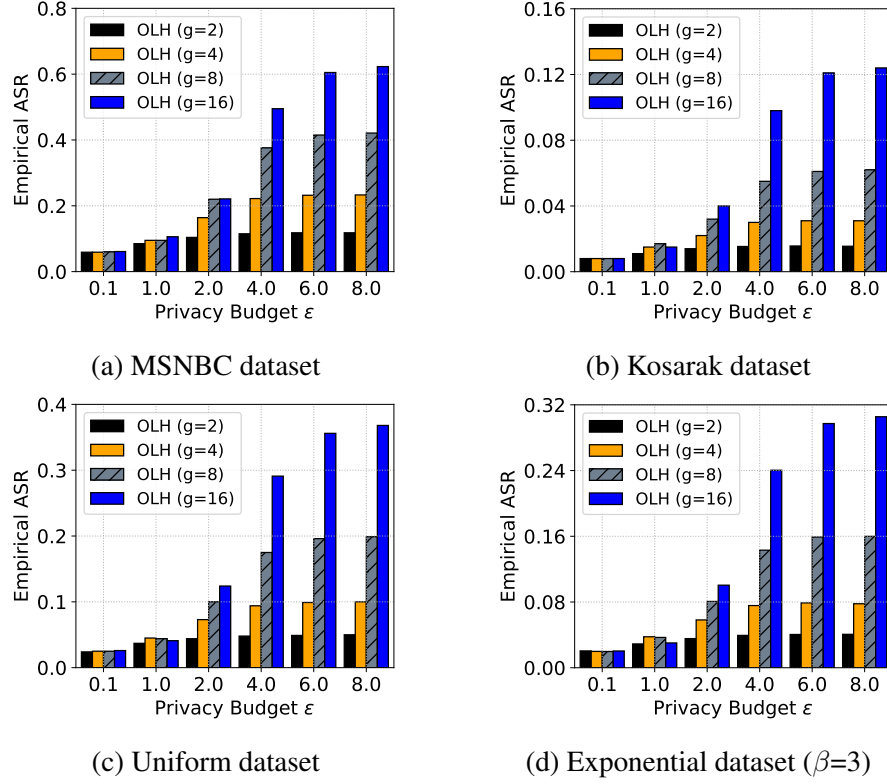 0.8
0.6
0.4
0.2
0.0
Empirical ASR
OLH (g=2)
OLH (g=4)
OLH (g=8)
OLH (g=16)
0.1 1.0 2.0 4.0 6.0 8.0
Privacy Budget ε
(a) MSNBC dataset
0.16
0.12
0.08
0.04
0.00
Empirical ASR
OLH (g=2)
OLH (g=4)
OLH (g=8)
OLH (g=16)
0.1 1.0 2.0 4.0 6.0 8.0
Privacy Budget ε
(b) Kosarak dataset
0.4
0.3
0.2
0.1
0.0
Empirical ASR
OLH (g=2)
OLH (g=4)
OLH (g=8)
OLH (g=16)
0.1 1.0 2.0 4.0 6.0 8.0
Privacy Budget ε
(c) Uniform dataset
0.32
0.24
0.16
0.08
0.00
Empirical ASR
OLH (g=2)
OLH (g=4)
OLH (g=8)
OLH (g=16)
0.1 1.0 2.0 4.0 6.0 8.0
Privacy Budget ε
(d) Exponential dataset (β=3)